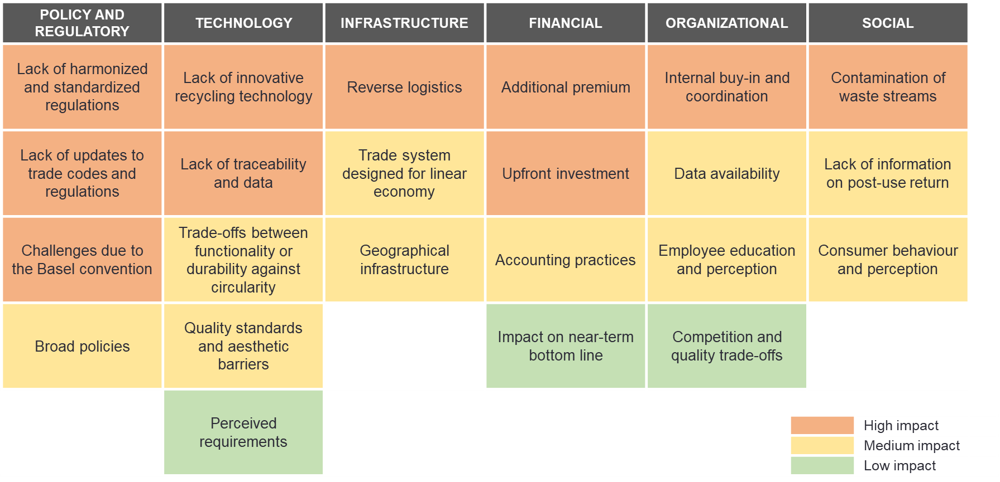 POLICY AND
REGULATORY
TECHNOLOGY
INFRASTRUCTURE
FINANCIAL
ORGANIZATIONAL
SOCIAL
Lack of harmonized
and standardized
regulations
Lack of innovative
recycling technology
Reverse logistics
Additional premium
Internal buy-in and
coordination
Contamination of
waste streams
Lack of updates to
trade codes and
regulations
Lack of traceability
and data
Trade system
designed for linear
economy
Upfront investment
Data availability
Lack of information
on post-use return
Challenges due to
the Basel convention
Trade-offs between
functionality or
durability against
circularity
Geographical
infrastructure
Accounting practices
Employee education
and perception
Consumer behaviour
and perception
Broad policies
Quality standards
and aesthetic
barriers
Impact on near-term
bottom line
Competition and
quality trade-offs
Perceived
requirements
High impact
Medium impact
Low impact